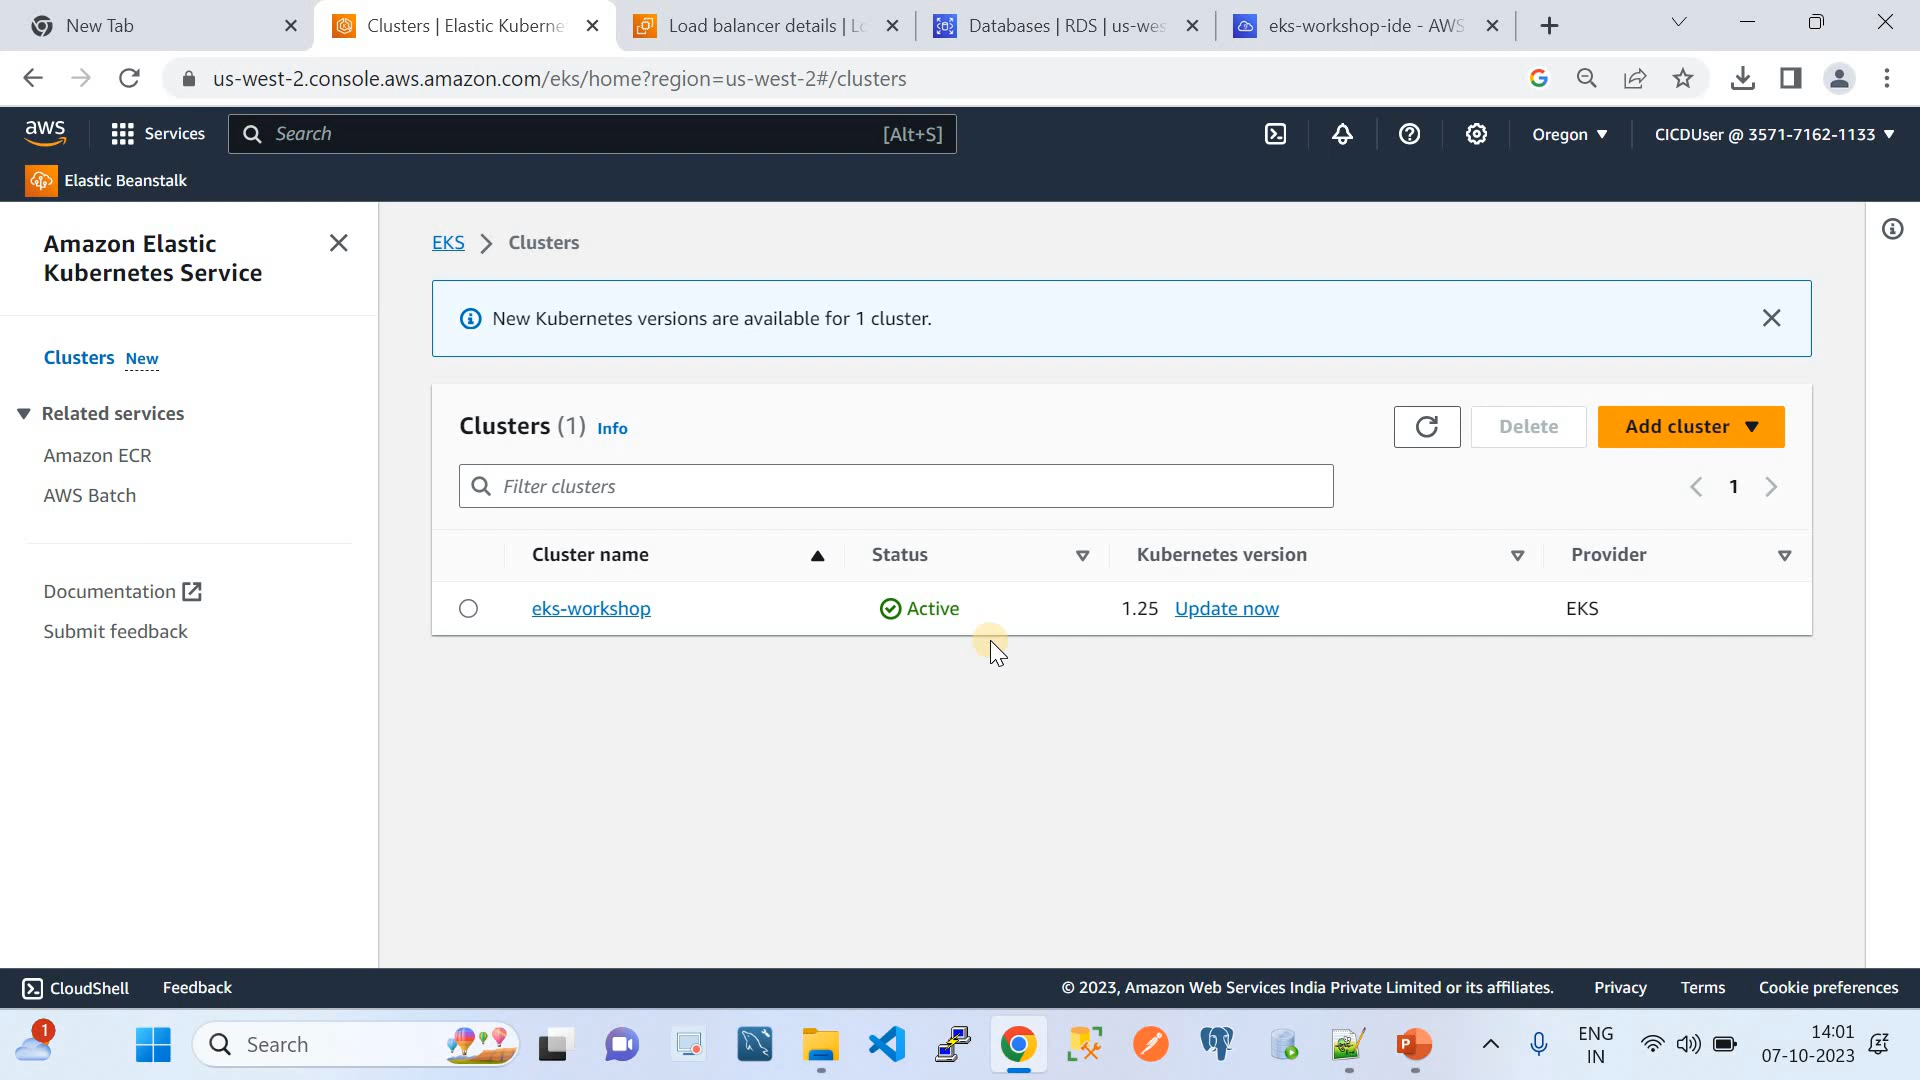 New Tab
Clusters | Elastic Kuberne
Load balancer details | Lo
Databases | RDS | us-wes
eks-workshop-ide - AWS
us-west-2.console.aws.amazon.com/eks/home?region=us-west-2#/clusters
aws
Services
Search
[Alt+S]
Oregon
CICDUser @ 3571-7162-1133
Elastic Beanstalk
Amazon Elastic
Kubernetes Service
Clusters New
Related services
Amazon ECR
AWS Batch
Documentation
Submit feedback
EKS
Clusters
New Kubernetes versions are available for 1 cluster.
Clusters (1) Info
Delete
Add cluster
Filter clusters
1
Cluster name
Status
Kubernetes version
Provider
eks-workshop
Active
1.25 Update now
EKS
CloudShell
Feedback
© 2023, Amazon Web Services India Private Limited or its affiliates.
Privacy
Terms
Cookie preferences
1
Search
P
ENG
IN
14:01
07-10-2023